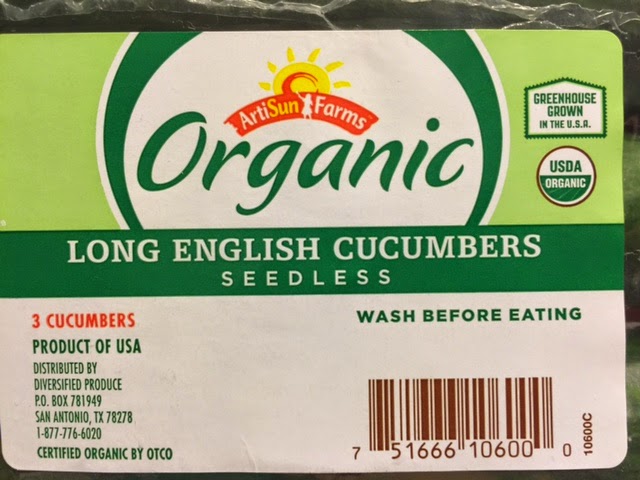 ArtiSun Farms
Organic
GREENHOUSE
GROWN
IN THE U.S.A.
USDA
ORGANIC
LONG ENGLISH CUCUMBERS
SEEDLESS
3 CUCUMBERS
PRODUCT OF USA
DISTRIBUTED BY
DIVERSIFIED PRODUCE
P.O. BOX 781949
SAN ANTONIO, TX 78278
1-877-776-6020
CERTIFIED ORGANIC BY OTCO
WASH BEFORE EATING
7 51666 10600 0
10600C